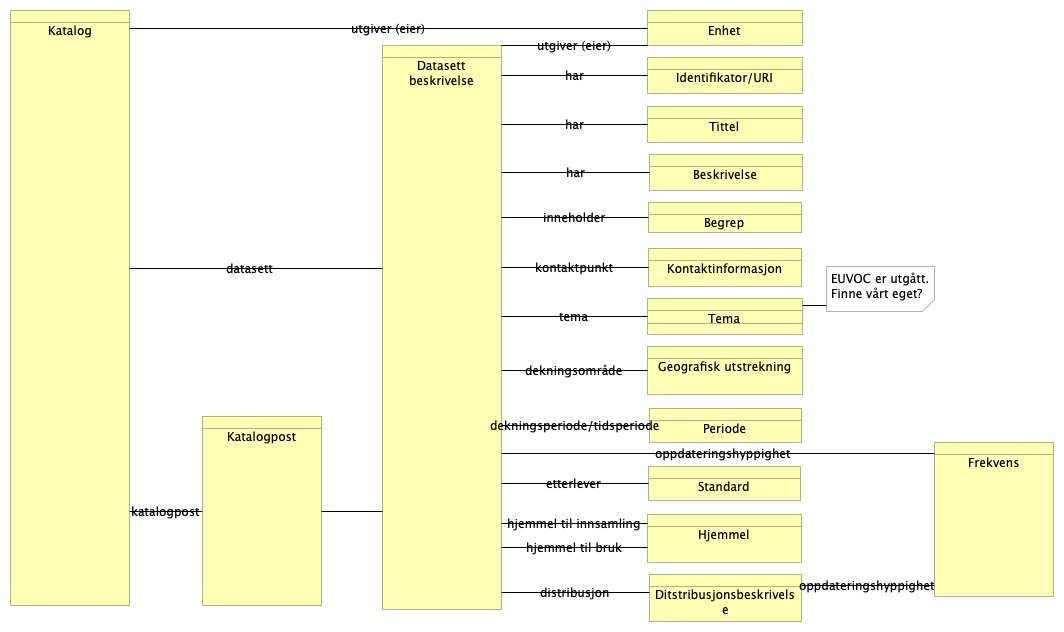 Katalog
utgiver (eier)
Enhet
utgiver (eier)
Datasett
beskrivelse
har
Identifikator/URI
har
Tittel
har
Beskrivelse
inneholder
Begrep
datasett
kontaktpunkt
Kontaktinformasjon
EUVOC er utgått.
Finne vårt eget?
tema
Tema
dekningsområde
Geografisk utstrekning
dekningsperiode/tidsperiode
Periode
Katalogpost
oppdateringshyppighet
Frekvens
etterlever
Standard
katalogpost
hjemmel til innsamling
Hjemmel
hjemmel til bruk
oppdateringshyppighet
distribusjon
Ditstribusjonsbeskrivels
e